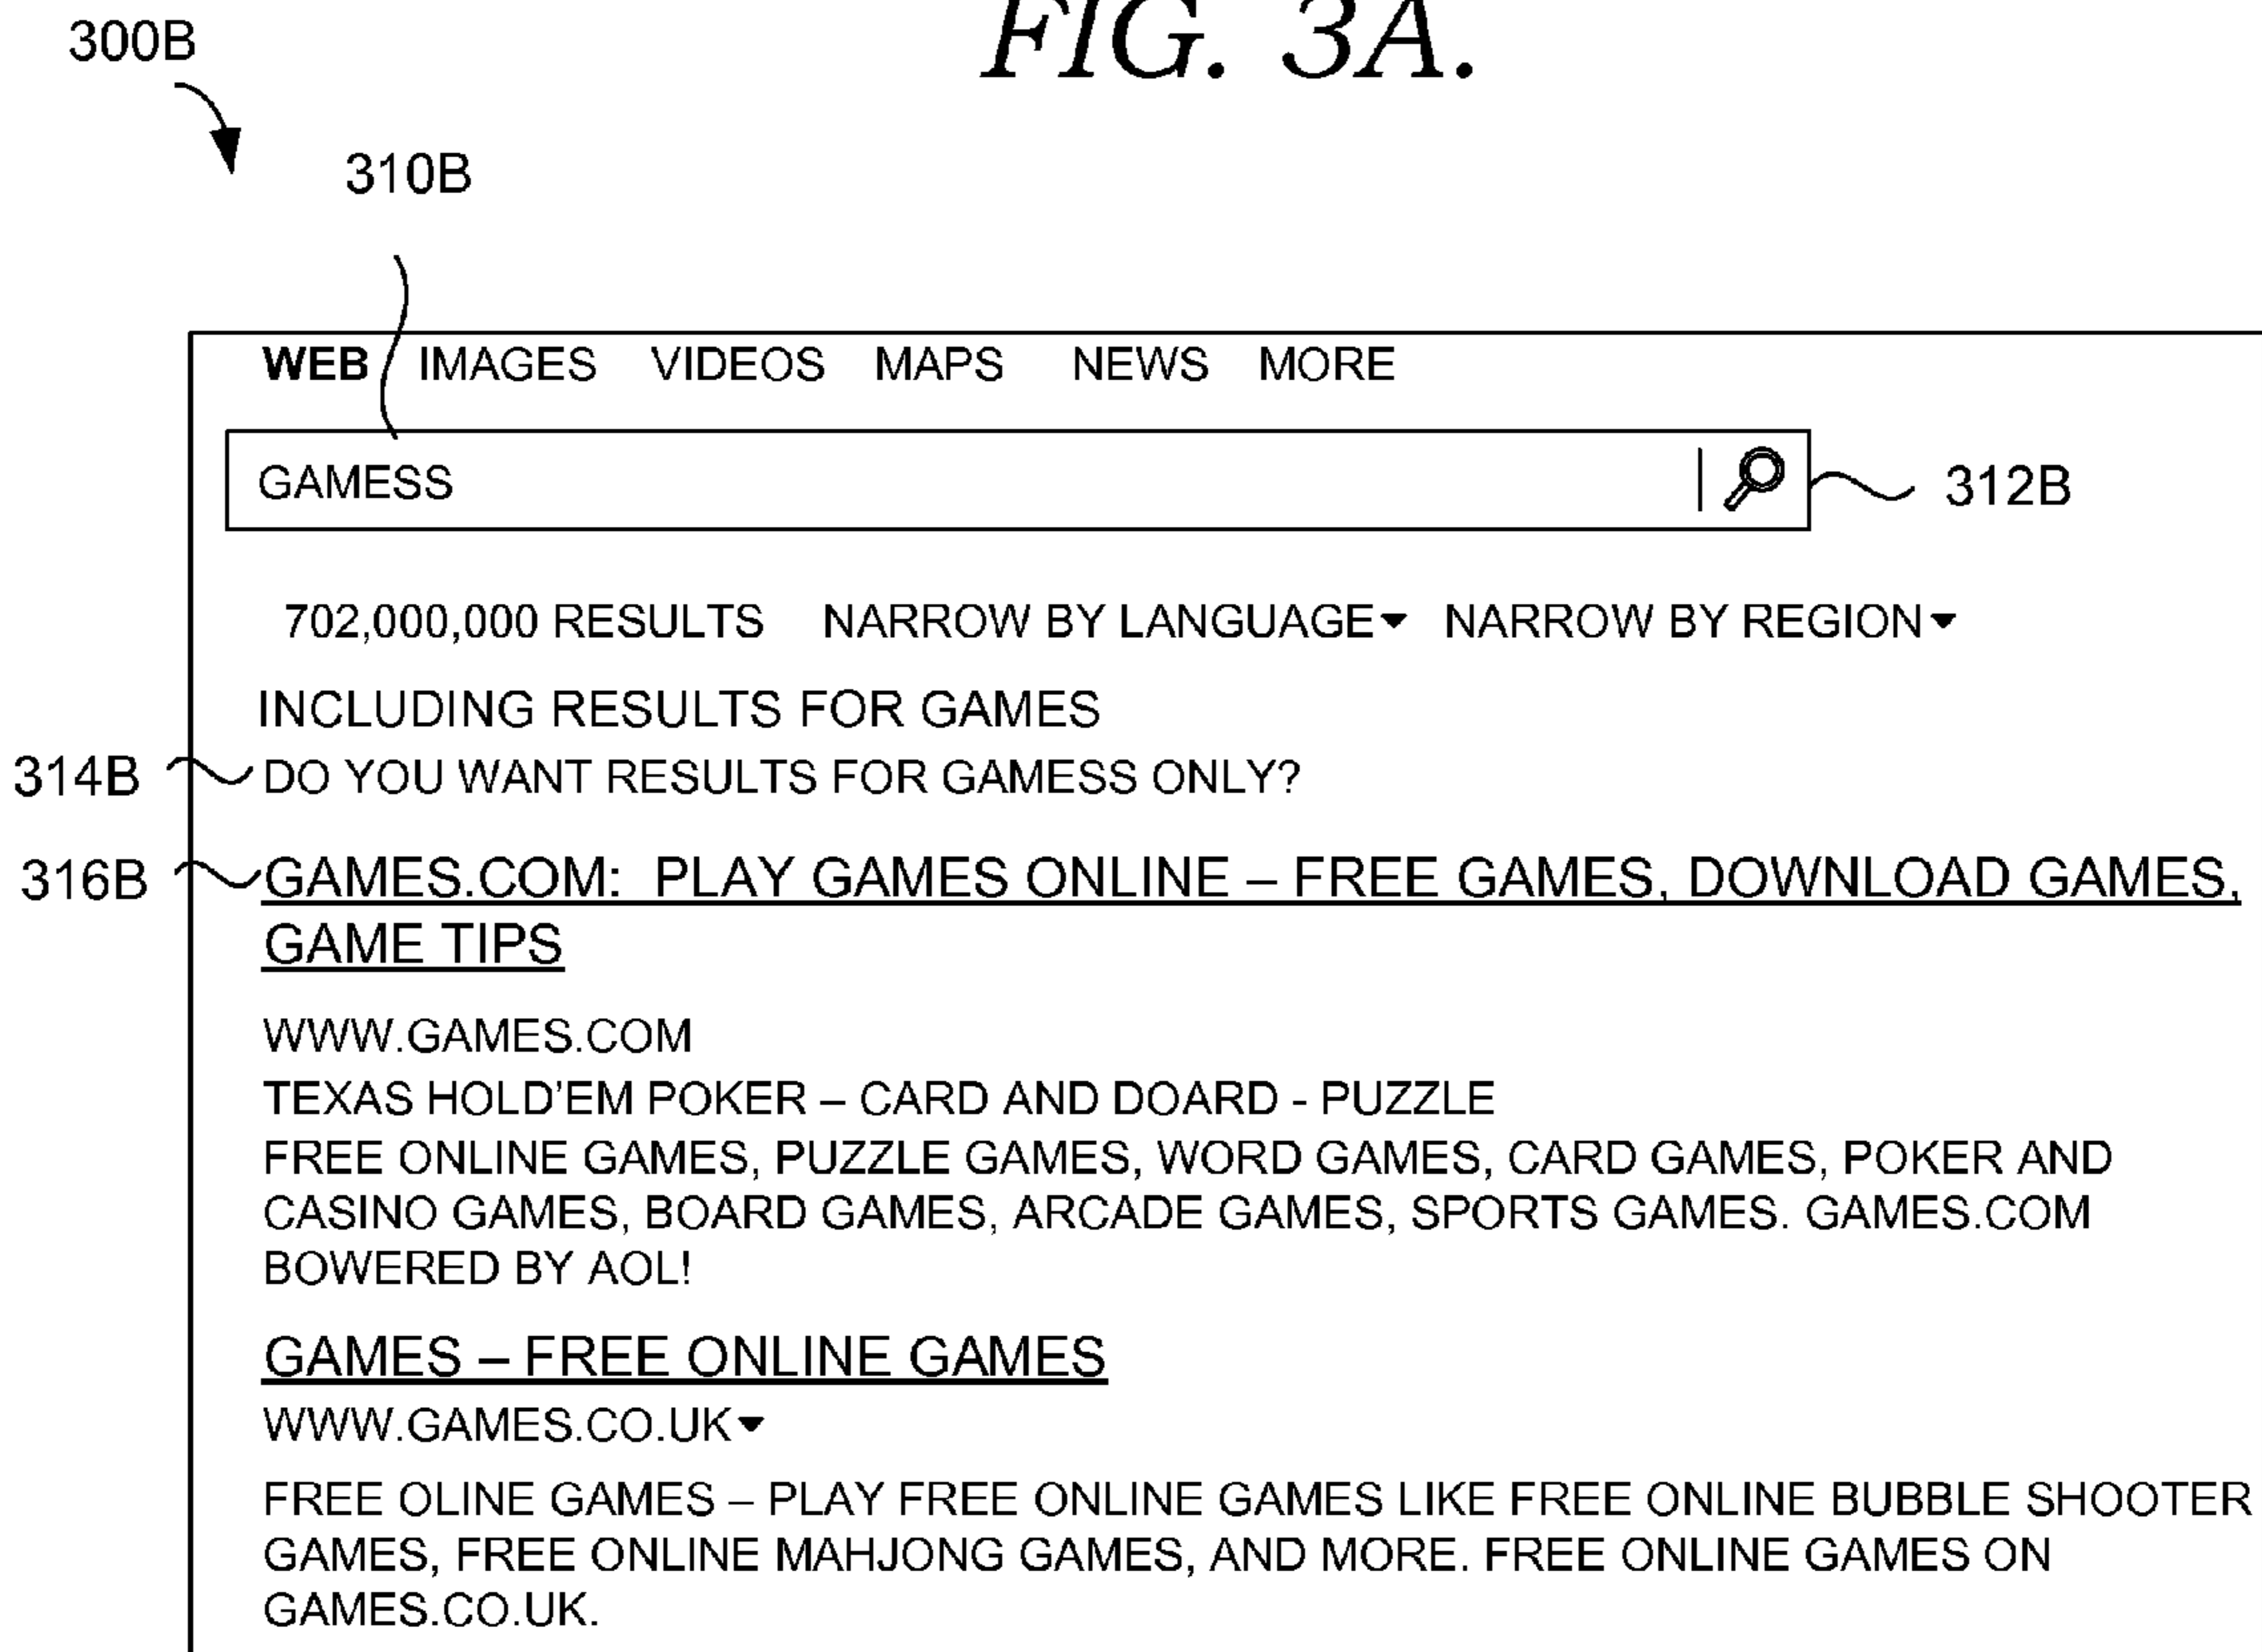 FIG. 3A.
300B
310B
WEB IMAGES VIDEOS MAPS NEWS MORE
GAMESS
312B
702,000,000 RESULTS NARROW BY LANGUAGE NARROW BY REGION
INCLUDING RESULTS FOR GAMES
314B DO YOU WANT RESULTS FOR GAMESS ONLY?
316B GAMES.COM: PLAY GAMES ONLINE – FREE GAMES, DOWNLOAD GAMES,
GAME TIPS
WWW.GAMES.COM
TEXAS HOLD'EM POKER – CARD AND DOARD - PUZZLE
FREE ONLINE GAMES, PUZZLE GAMES, WORD GAMES, CARD GAMES, POKER AND
CASINO GAMES, BOARD GAMES, ARCADE GAMES, SPORTS GAMES. GAMES.COM
BOWERED BY AOL!
GAMES – FREE ONLINE GAMES
WWW.GAMES.CO.UK
FREE OLINE GAMES – PLAY FREE ONLINE GAMES LIKE FREE ONLINE BUBBLE SHOOTER
GAMES, FREE ONLINE MAHJONG GAMES, AND MORE. FREE ONLINE GAMES ON
GAMES.CO.UK.